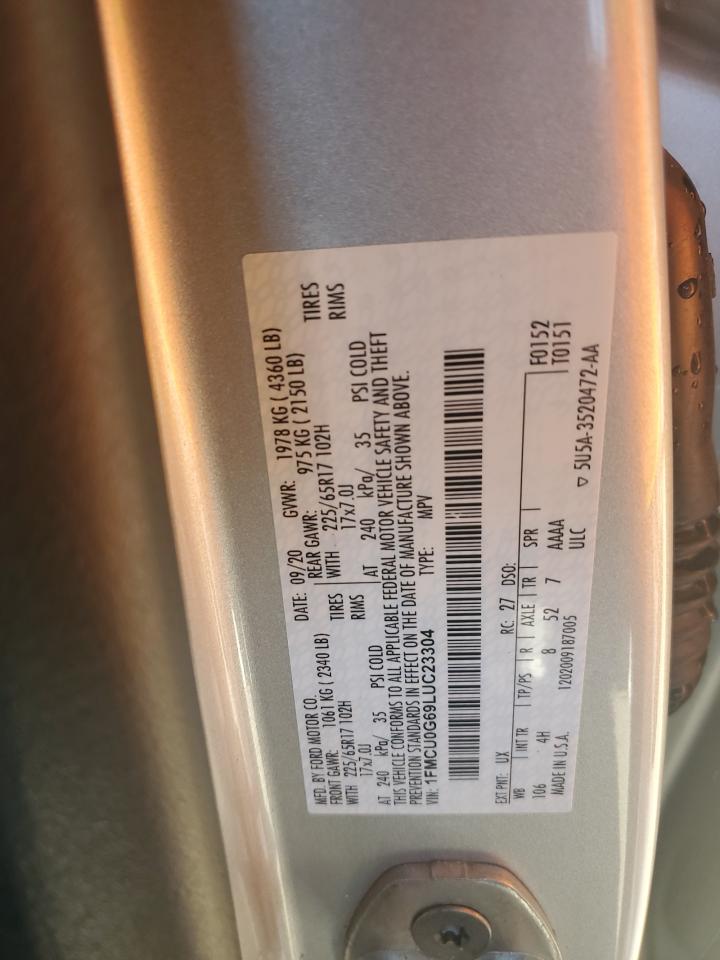 MFD. BY FORD MOTOR CO. DATE: 09/20 GVWR: 1978 KG ( 4360 LB)
FRONT GAWR: 1061 KG ( 2340 LB) REAR GAWR: 975 KG ( 2150 LB)
WITH 225/65R17 102H TIRES WITH 225/65R17 102H TIRES
17x7.0J RIMS 17x7.0J RIMS
AT 240 kPa/ 35 PSI COLD AT 240 kPa/ 35 PSI COLD
THIS VEHICLE CONFORMS TO ALL APPLICABLE FEDERAL MOTOR VEHICLE SAFETY AND THEFT
PREVENTION STANDARDS IN EFFECT ON THE DATE OF MANUFACTURE SHOWN ABOVE.
VIN: 1FMCU0G69LUC23304 TYPE: MPV
EXT PNT: UX RC: 27 DSO: F0152
WB INT TR TP/PS R AXLE TR SPR T0151
106 4H 8 52 7 AAAA
MADE IN U.S.A. 1202009187005 ULC ▽ 5U5A-3520472-AA